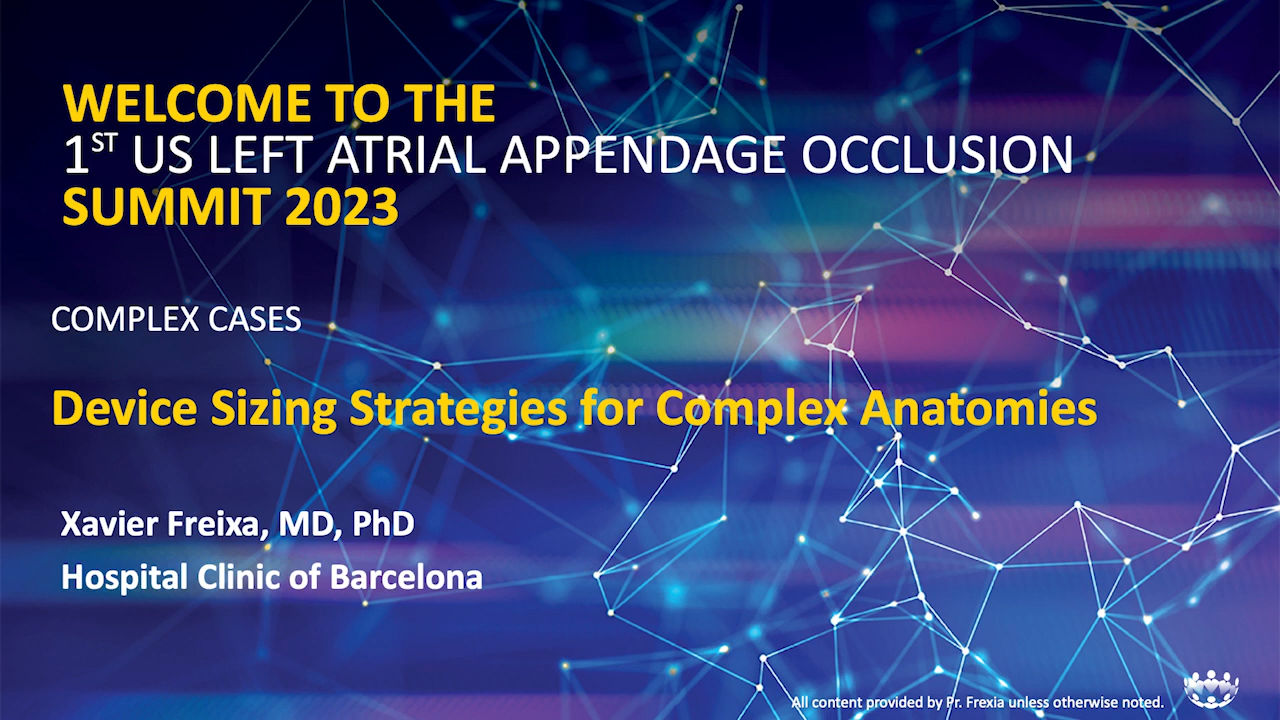 WELCOME TO THE
1ST US LEFT ATRIAL APPENDAGE OCCLUSION
SUMMIT 2023
COMPLEX CASES
Device Sizing Strategies for Complex Anatomies
Xavier Freixa, MD, PhD
Hospital Clinic of Barcelona
All content provided by Pr. Frexia unless otherwise noted.